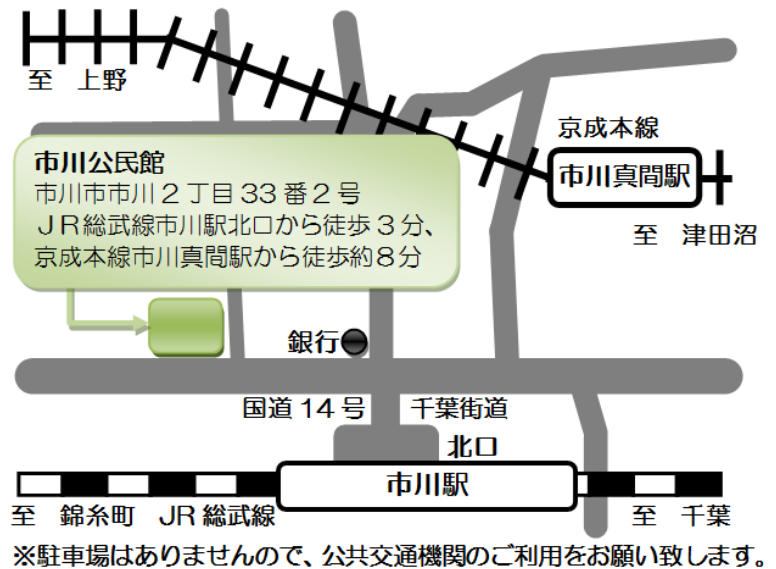 至　上野
京成本線
市川真間駅
至　津田沼
市川公民館
市川市市川２丁目33番２号
ＪＲ総武線市川駅北口から徒歩３分、
京成本線市川真間駅から徒歩約８分
銀行
国道14号　千葉街道
北口
市川駅
至　錦糸町　JR総武線　至　千葉
※駐車場はありませんので、公共交通機関のご利用をお願い致します。